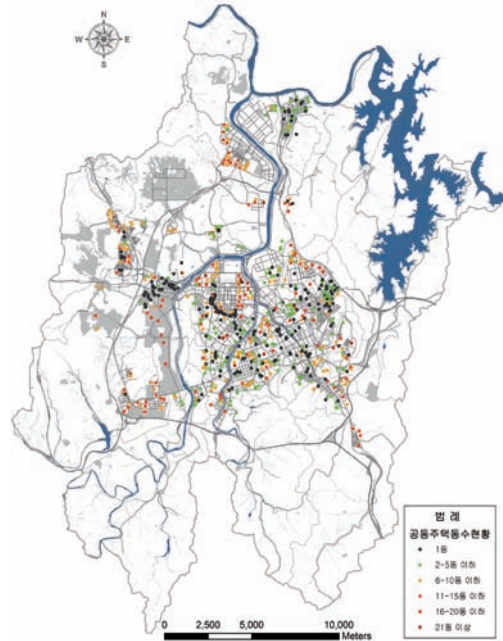 N
W E
S
범 례
공동주택동수현황
1동
2~5동 이하
6~10동 이하
11~15동 이하
16~20동 이하
21동 이상
0 2,500 5,000 10,000
Meters